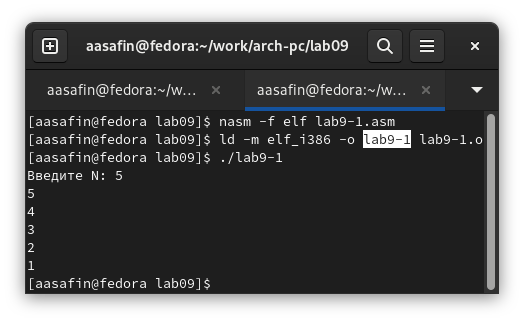 aasafin@fedora:~/work/arch-pc/lab09
aasafin@fedora:~/w... aasafin@fedora:~/w...
[aasafin@fedora lab09]$ nasm -f elf lab9-1.asm
[aasafin@fedora lab09]$ ld -m elf_i386 -o lab9-1 lab9-1.o
[aasafin@fedora lab09]$ ./lab9-1
Введите N: 5
5
4
3
2
1
[aasafin@fedora lab09]$